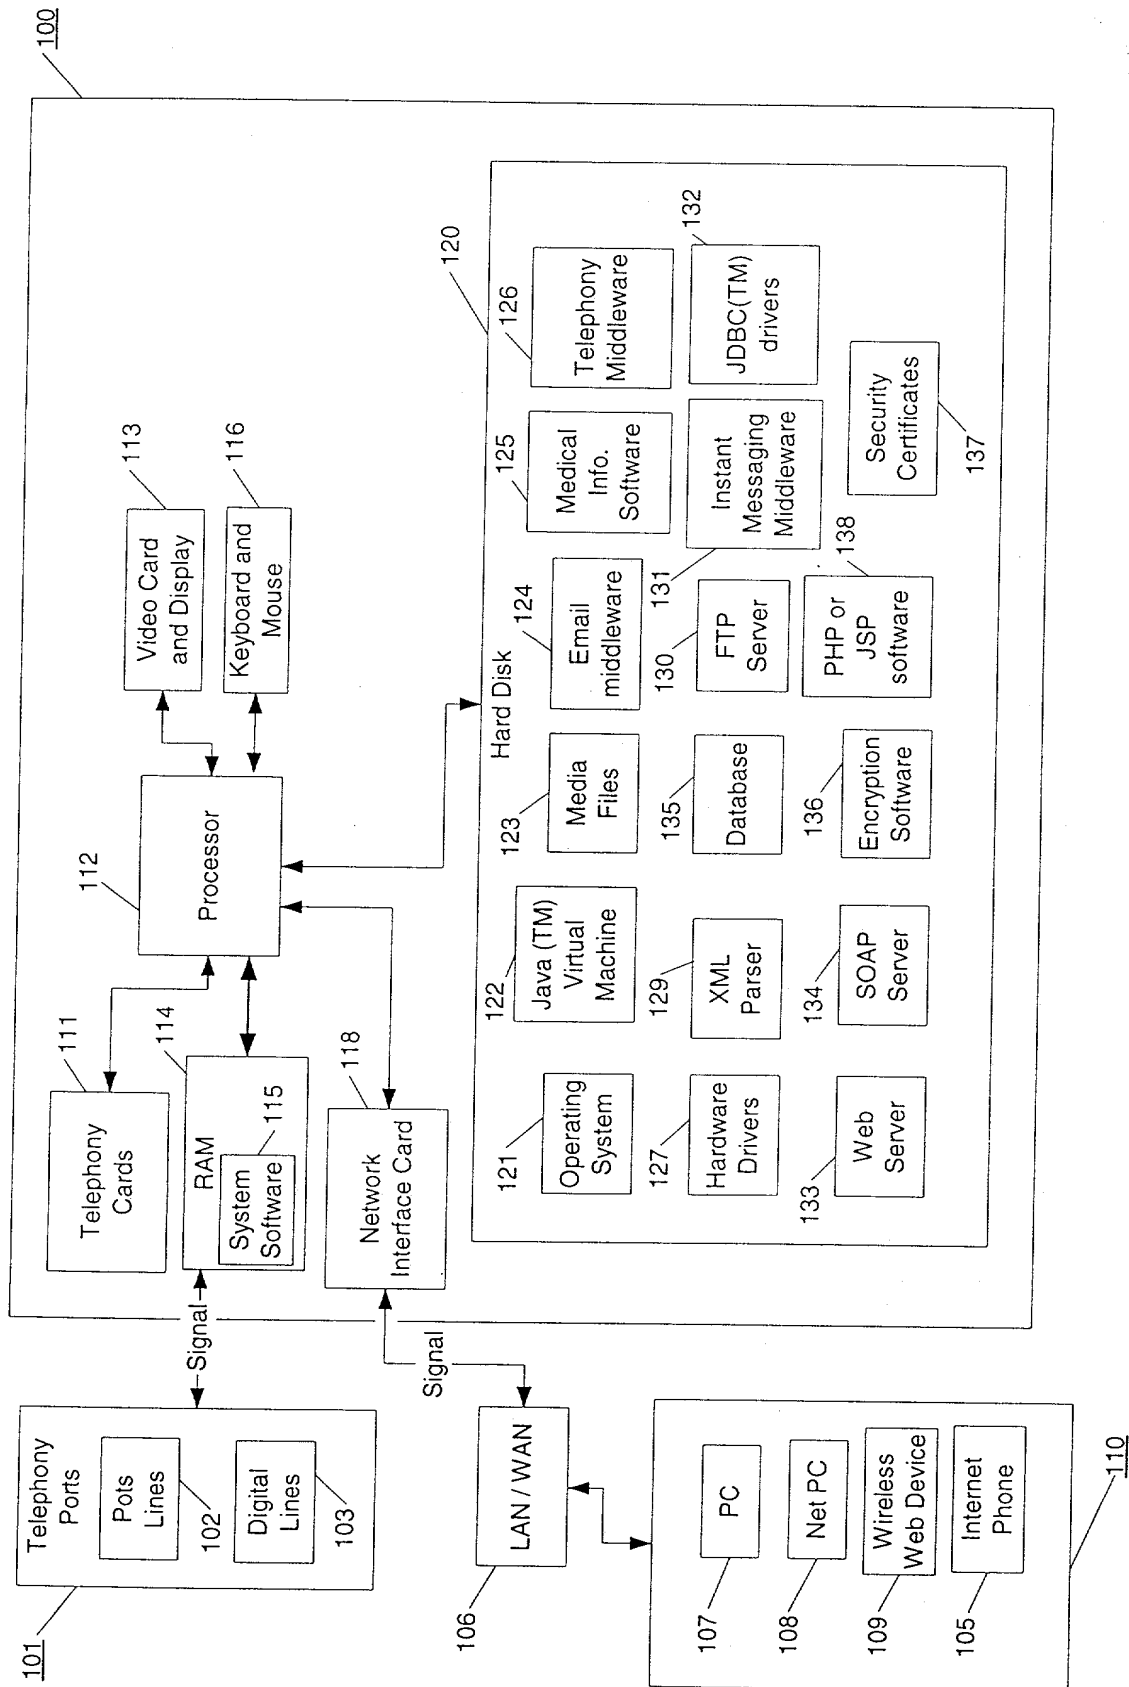 100
101
Telephony
Ports
Pots
Lines
102
Digital
Lines
103
Signal
Telephony
Cards
111
RAM
114
System
Software
115
Network
Interface Card
118
Signal
Processor
112
Video Card
and Display
113
Keyboard and
Mouse
116
LAN / WAN
106
PC
107
Net PC
108
Wireless
Web Device
109
Internet
Phone
105
110
Hard Disk
120
Operating
System
121
Java (TM)
Virtual
Machine
122
Media
Files
123
Email
middleware
124
Medical
Info.
Software
125
Telephony
Middleware
126
Hardware
Drivers
127
XML
Parser
129
Database
135
FTP
Server
130
Instant
Messaging
Middleware
131
JDBC(TM)
drivers
132
Web
Server
133
SOAP
Server
134
Encryption
Software
136
PHP or
JSP
software
138
Security
Certificates
137